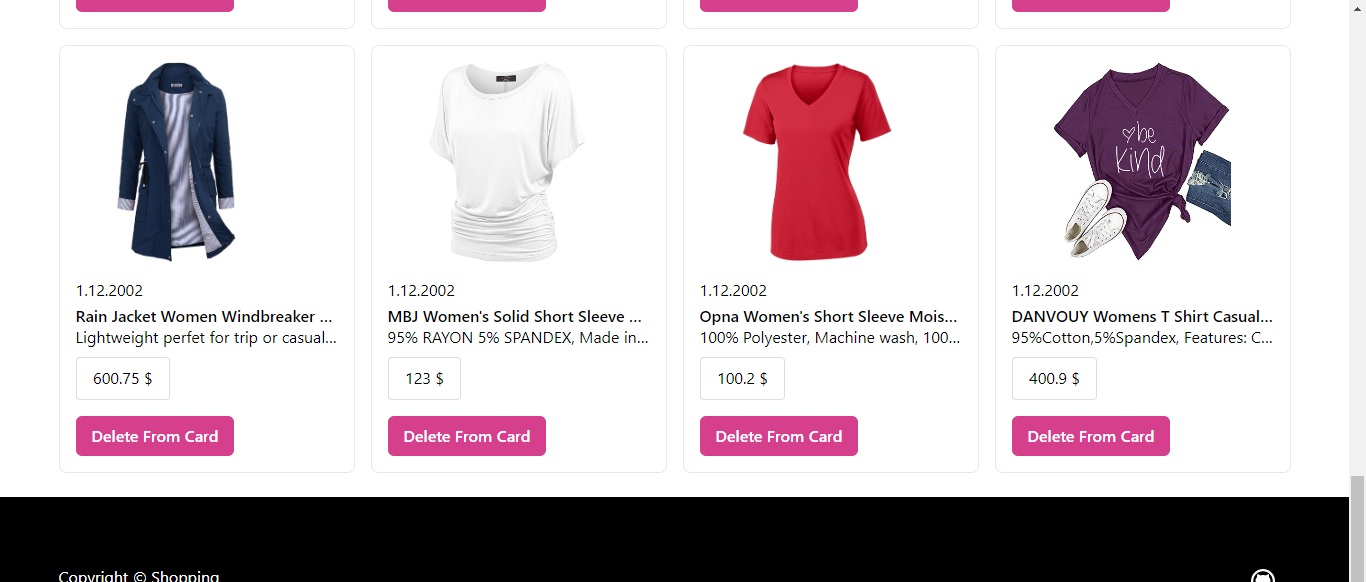 be
Kind
1.12.2002
Rain Jacket Women Windbreaker ...
Lightweight perfet for trip or casual...
600.75 $
Delete From Card
1.12.2002
MBJ Women's Solid Short Sleeve ...
95% RAYON 5% SPANDEX, Made in...
123 $
Delete From Card
1.12.2002
Opna Women's Short Sleeve Mois...
100% Polyester, Machine wash, 100...
100.2 $
Delete From Card
1.12.2002
DANVOUY Womens T Shirt Casual...
95%Cotton,5%Spandex, Features: C...
400.9 $
Delete From Card
Copyright © Shopping